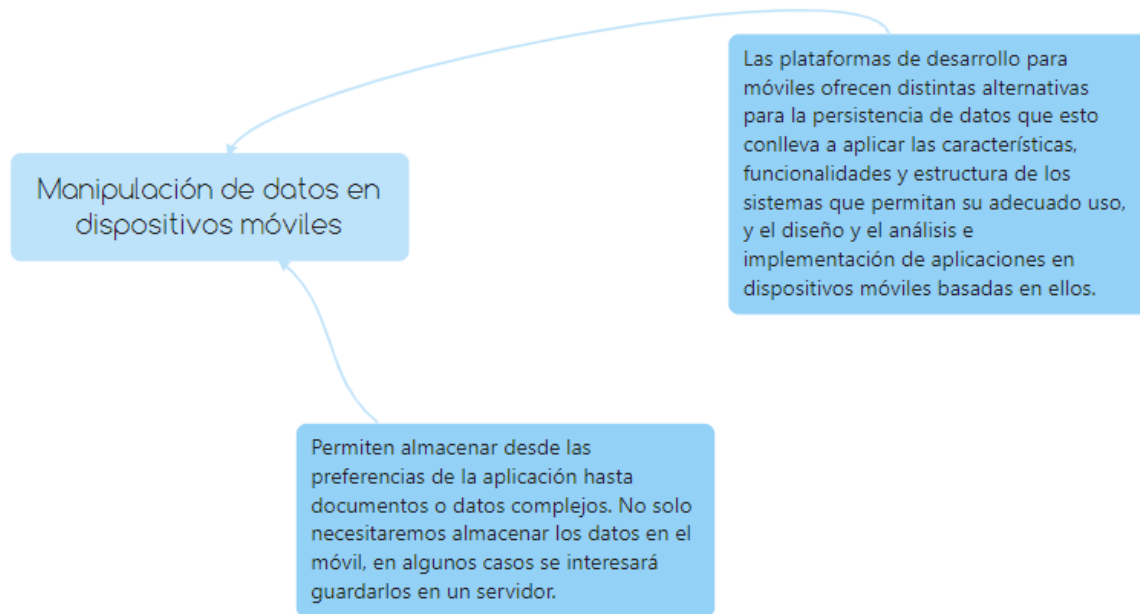 Las plataformas de desarrollo para
móviles ofrecen distintas alternativas
para la persistencia de datos que esto
conlleva a aplicar las características,
funcionalidades y estructura de los
sistemas que permitan su adecuado uso,
y el diseño y el análisis e
implementación de aplicaciones en
dispositivos móviles basadas en ellos.
Manipulación de datos en
dispositivos móviles
Permiten almacenar desde las
preferencias de la aplicación hasta
documentos o datos complejos. No solo
necesitaremos almacenar los datos en el
móvil, en algunos casos se interesará
guardarlos en un servidor.